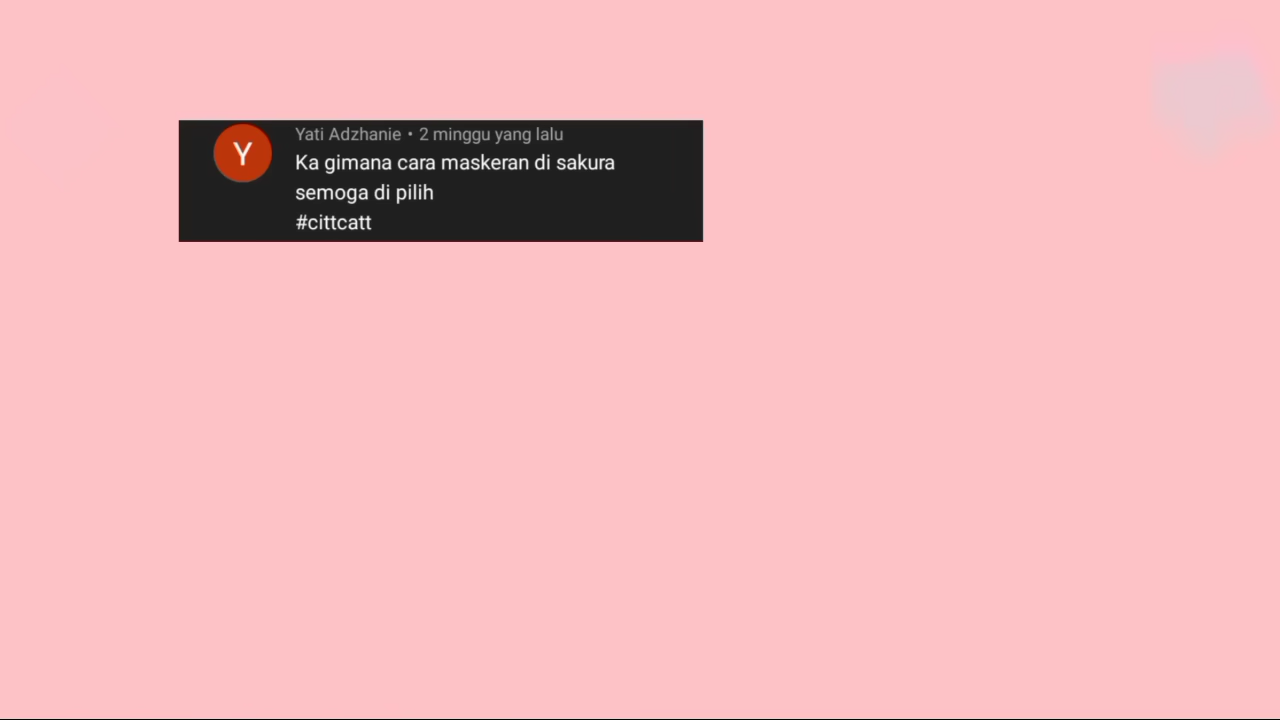 Y
Yati Adzhanie • 2 minggu yang lalu
Ka gimana cara maskeran di sakura
semoga di pilih
#cittcatt